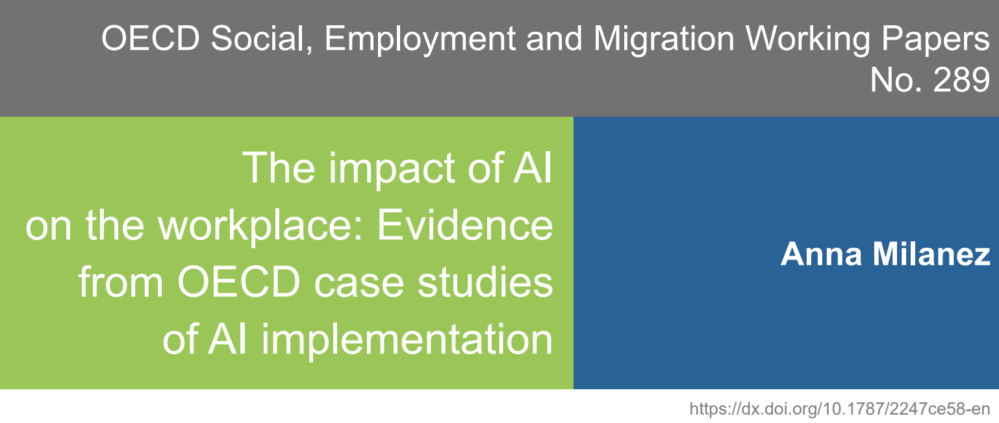 OECD Social, Employment and Migration Working Papers
No. 289
The impact of AI
on the workplace: Evidence
from OECD case studies
of AI implementation
Anna Milanez
https://dx.doi.org/10.1787/2247ce58-en